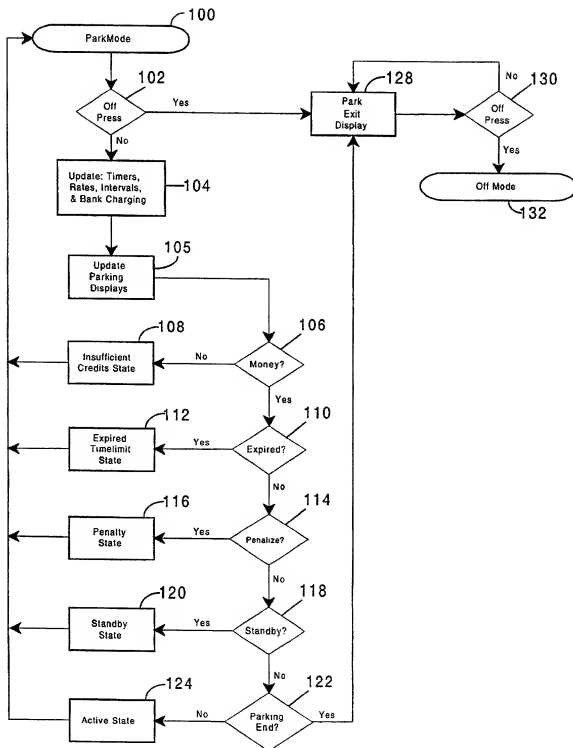 100
ParkMode
102
Off
Press
Yes
No
Update: Timers,
Rates, Intervals,
& Bank Charging
104
105
Update
Parking
Displays
106
Money?
No
Yes
108
Insufficient
Credits State
110
Expired?
Yes
No
112
Expired
Timelimit
State
114
Penalize?
Yes
No
116
Penalty
State
118
Standby?
Yes
No
120
Standby
State
122
Parking
End?
No
Yes
124
Active State
128
Park
Exit
Display
No
130
Off
Press
Yes
Off Mode
132